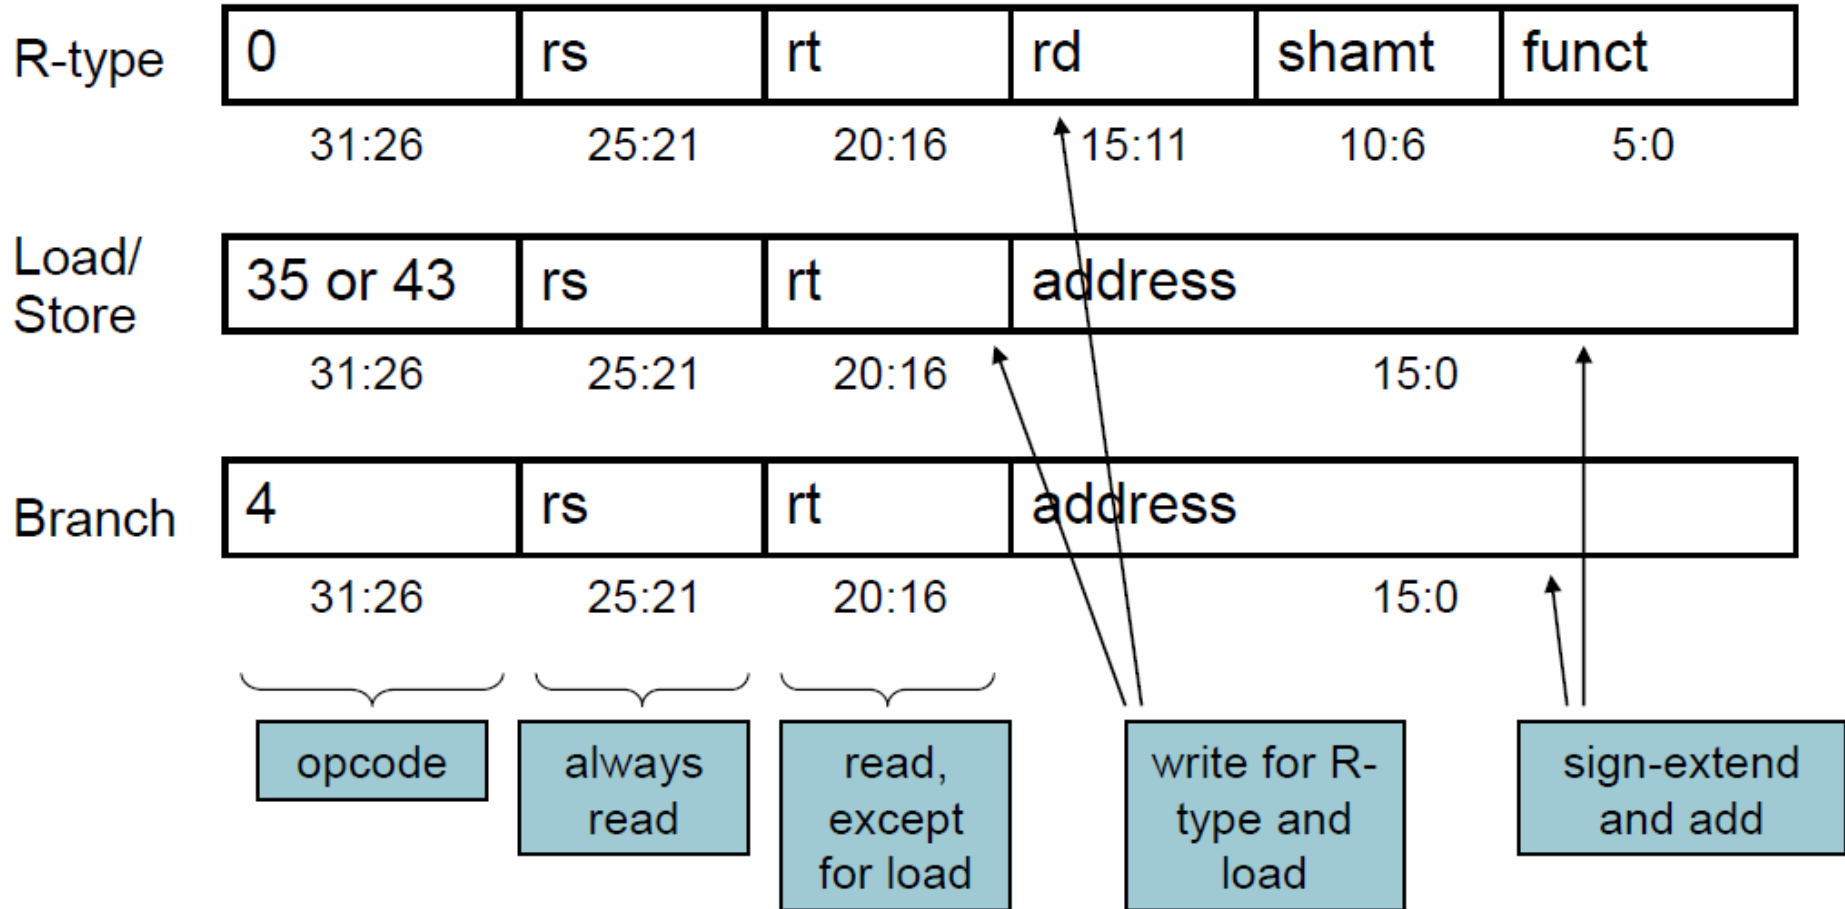 R-type 0 rs rt rd shamt funct
31:26 25:21 20:16 15:11 10:6 5:0
Load/
Store
35 or 43 rs rt address
31:26 25:21 20:16 15:0
Branch 4 rs rt address
31:26 25:21 20:16 15:0
opcode
always
read
read,
except
for load
write for R-
type and
load
sign-extend
and add